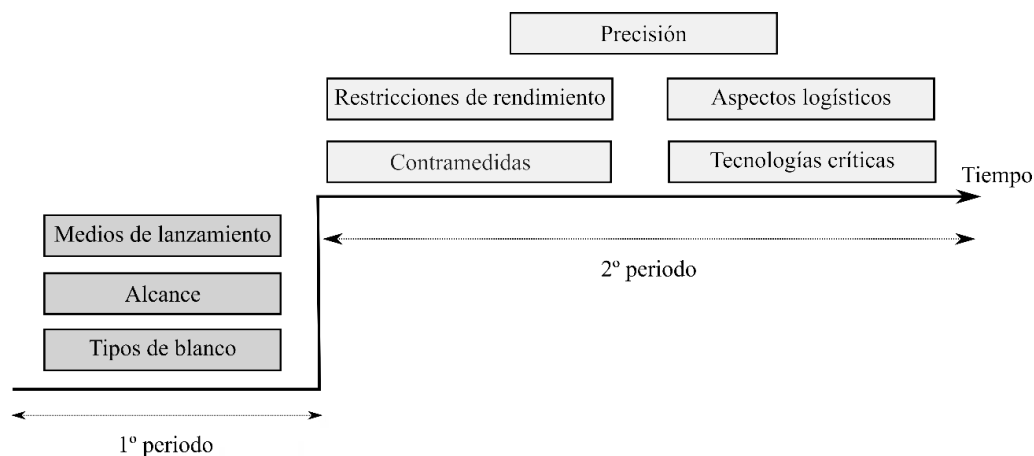 Precisión
Restricciones de rendimiento
Aspectos logísticos
Contramedidas
Tecnologías críticas
Tiempo
Medios de lanzamiento
2º periodo
Alcance
Tipos de blanco
1º periodo